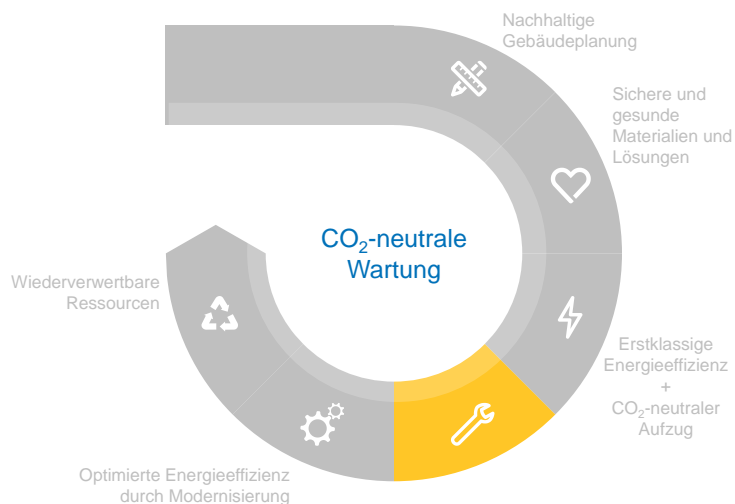 Nachhaltige
Gebäudeplanung
Sichere und
gesunde
Materialien und
Lösungen
CO₂-neutrale
Wartung
Wiederverwertbare
Ressourcen
Erstklassige
Energieeffizienz
+
CO₂-neutraler
Aufzug
Optimierte Energieeffizienz
durch Modernisierung